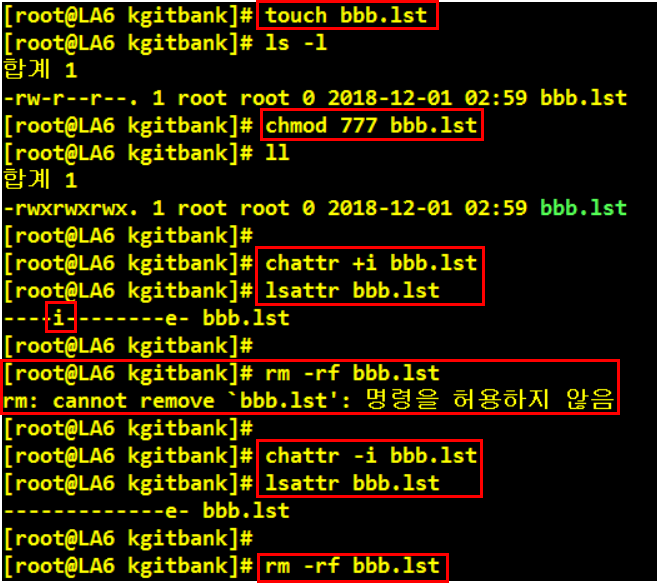 [root@LA6 kgitbank]# touch bbb.lst
[root@LA6 kgitbank]# ls -l
합계 1
-rw-r--r--. 1 root root 0 2018-12-01 02:59 bbb.lst
[root@LA6 kgitbank]# chmod 777 bbb.lst
[root@LA6 kgitbank]# ll
합계 1
-rwxrwxrwx. 1 root root 0 2018-12-01 02:59 bbb.lst
[root@LA6 kgitbank]#
[root@LA6 kgitbank]# chattr +i bbb.lst
[root@LA6 kgitbank]# lsattr bbb.lst
----i--------e- bbb.lst
[root@LA6 kgitbank]#
[root@LA6 kgitbank]# rm -rf bbb.lst
rm: cannot remove `bbb.lst': 명령을 허용하지 않음
[root@LA6 kgitbank]#
[root@LA6 kgitbank]# chattr -i bbb.lst
[root@LA6 kgitbank]# lsattr bbb.lst
-------------e- bbb.lst
[root@LA6 kgitbank]#
[root@LA6 kgitbank]# rm -rf bbb.lst